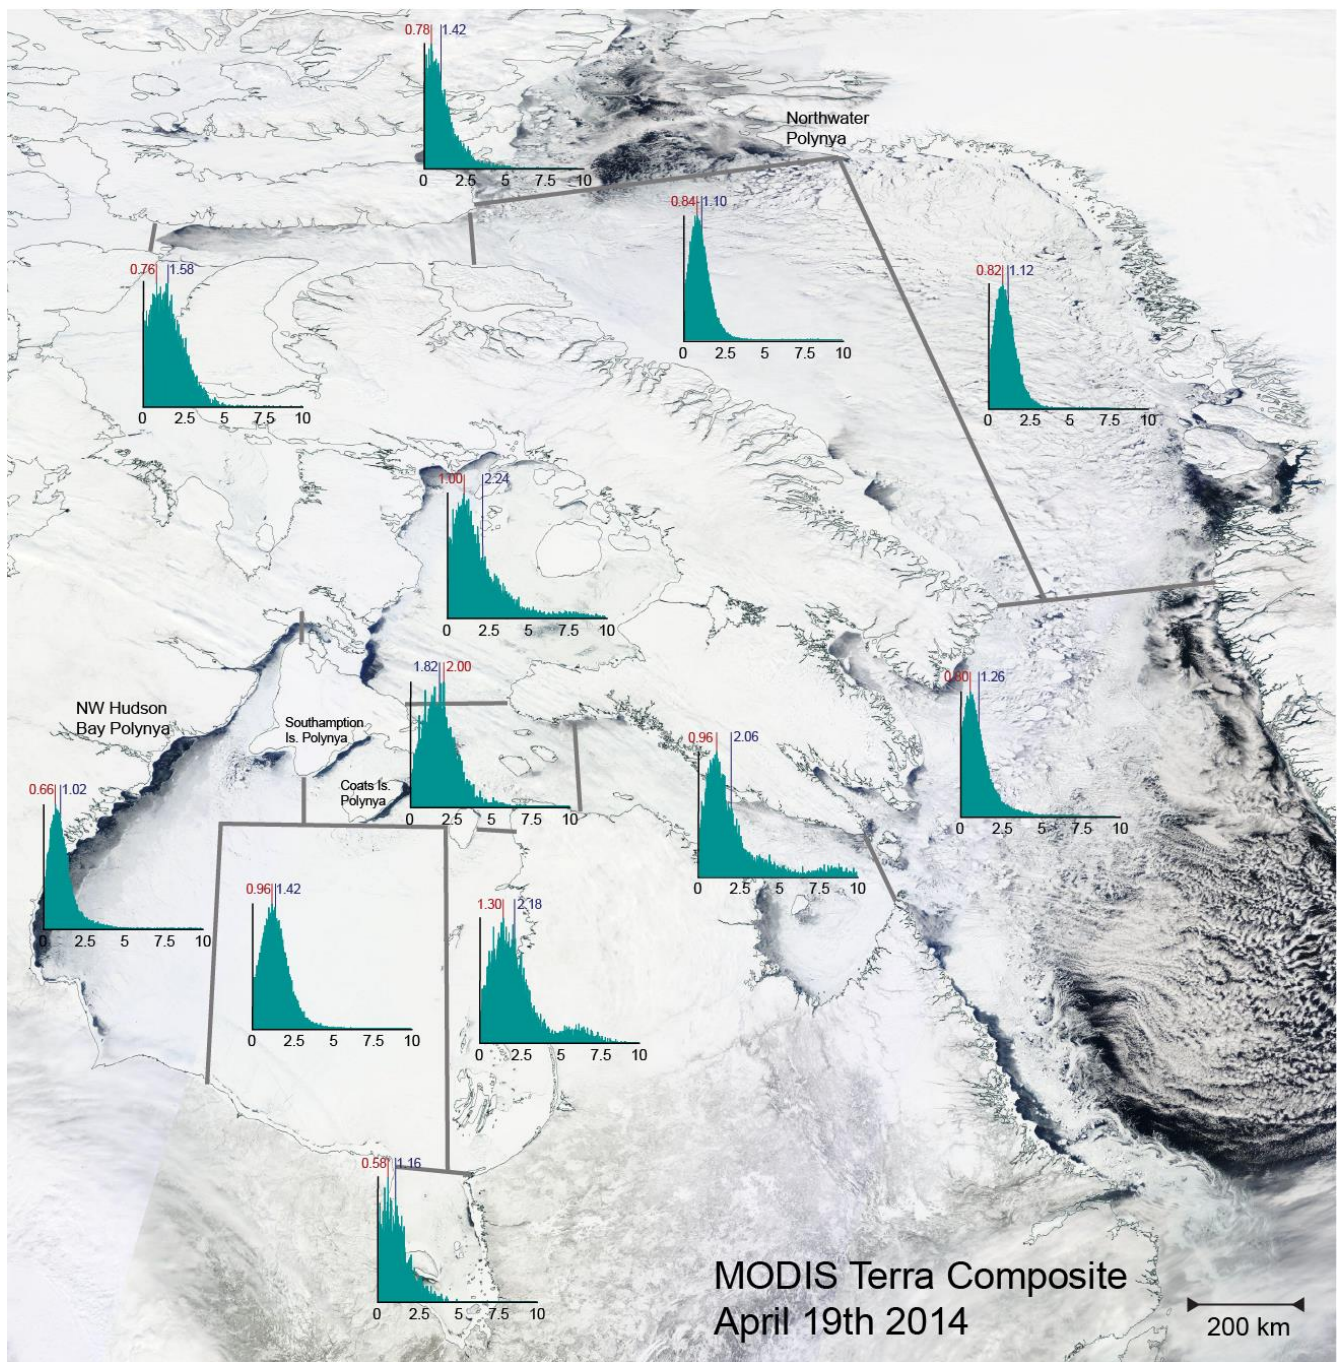 0.78 1.42
0 2.5 5 7.5 10
Northwater
Polynya
0.84 1.10
0 2.5 5 7.5 10
0.76 1.58
0 2.5 5 7.5 10
0.82 1.12
0 2.5 5 7.5 10
1.00 2.24
0 2.5 5 7.5 10
1.82 2.00
0 2.5 5 7.5 10
0.80 1.26
0 2.5 5 7.5 10
NW Hudson
Bay Polynya
Southamption
Is. Polynya
Coats Is.
Polynya
0.96 2.06
0 2.5 5 7.5 10
0.66 1.02
0 2.5 5 7.5 10
0.96 1.42
0 2.5 5 7.5 10
1.30 2.18
0 2.5 5 7.5 10
0.58 1.16
0 2.5 5 7.5 10
MODIS Terra Composite
April 19th 2014
200 km